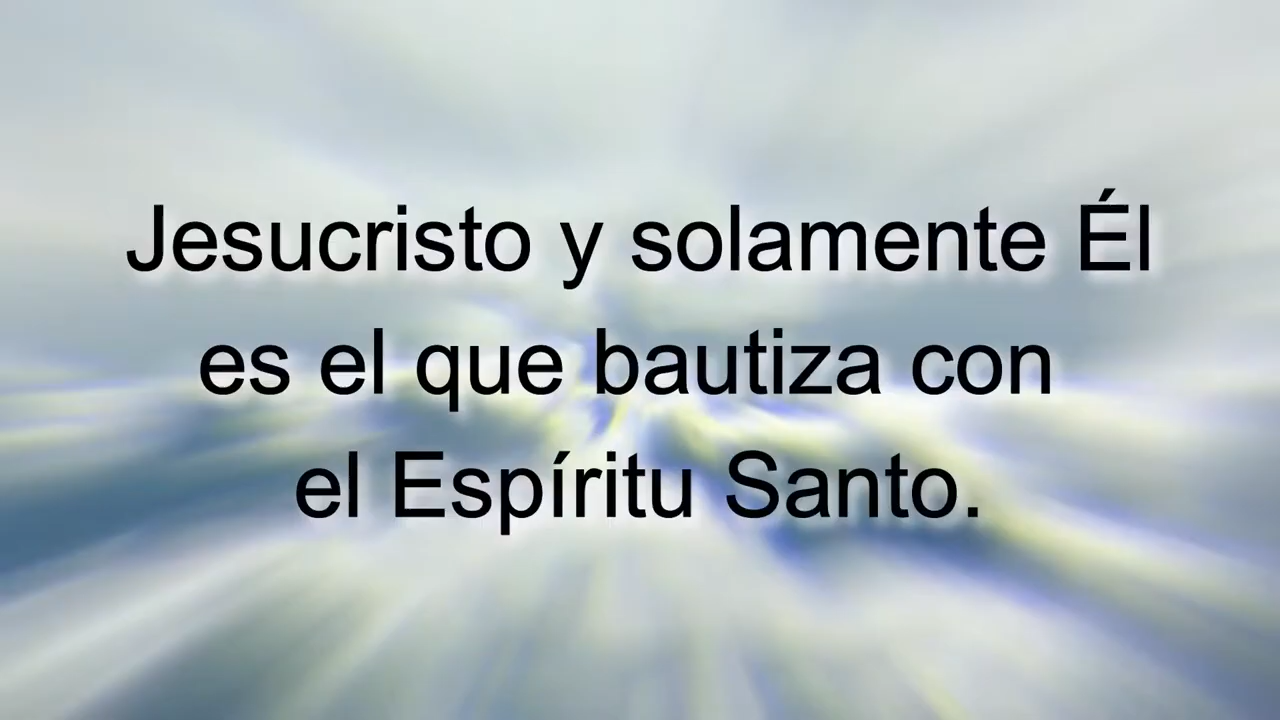 Jesucristo y solamente Él
es el que bautiza con
el Espíritu Santo.